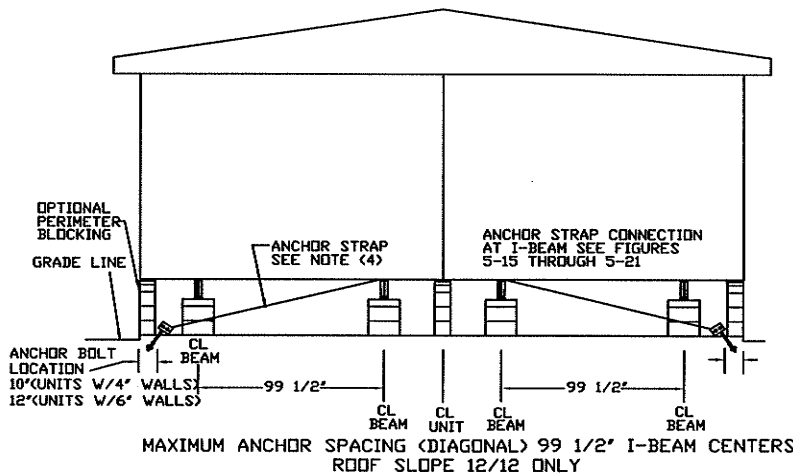 OPTIONAL
PERIMETER
BLOCKING
GRADE LINE
ANCHOR STRAP
SEE NOTE (4)
ANCHOR STRAP CONNECTION
AT I-BEAM SEE FIGURES
5-15 THROUGH 5-21
ANCHOR BOLT
LOCATION
10"(UNITS W/4" WALLS)
12"(UNITS W/6" WALLS)
CL
BEAM
99 1/2"
CL
BEAM
CL
UNIT
CL
BEAM
99 1/2"
CL
BEAM
MAXIMUM ANCHOR SPACING (DIAGONAL) 99 1/2" I-BEAM CENTERS
ROOF SLOPE 12/12 ONLY